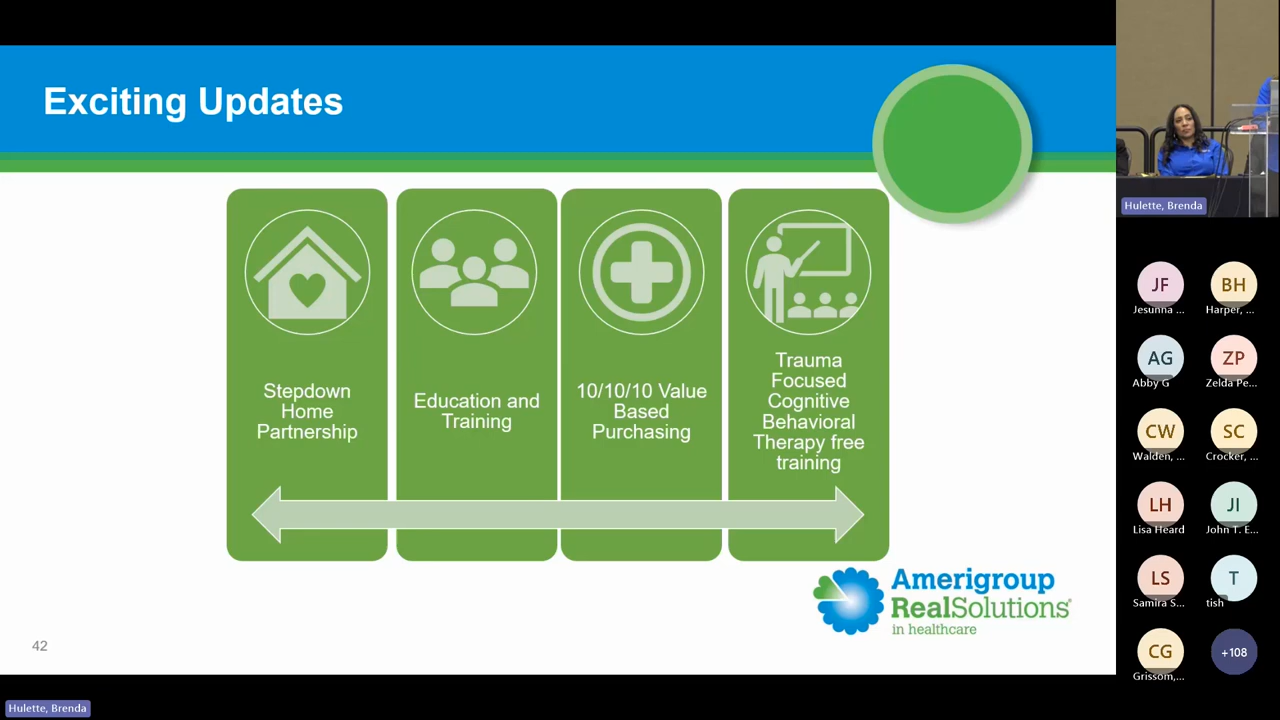 Exciting Updates
Stepdown
Home
Partnership
Education and
Training
10/10/10 Value
Based
Purchasing
Trauma
Focused
Cognitive
Behavioral
Therapy free
training
Amerigroup
RealSolutions®
in healthcare
42
Hulette, Brenda
Hulette, Brenda
JF
Jesunna ...
BH
Harper, ...
AG
Abby G
ZP
Zelda Pe...
CW
Walden, ...
SC
Crocker, ...
LH
Lisa Heard
JI
John T. E...
LS
Samira S...
T
tish
CG
Grissom,...
+108